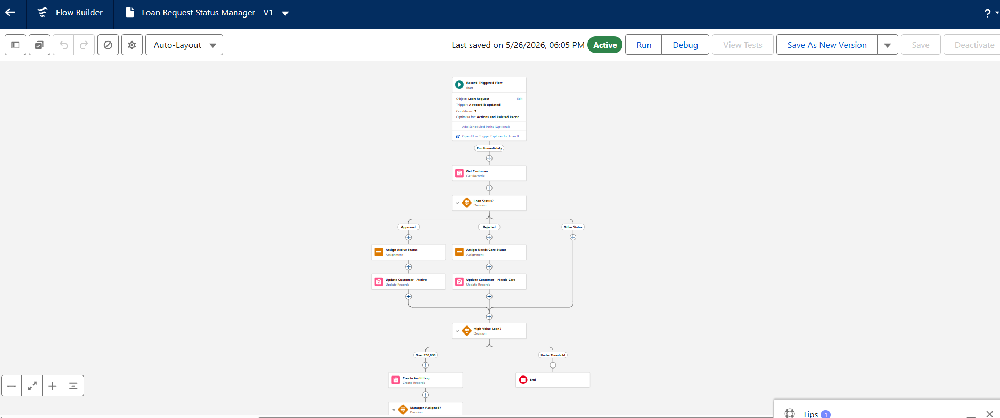 Flow Builder
Loan Request Status Manager - V1
?
Auto-Layout
Last saved on 5/26/2026, 06:05 PM
Active
Run
Debug
View Tests
Save As New Version
Save
Deactivate
Record-Triggered Flow
Start
Object: Loan Request
Edit
Trigger: A record is updated
Conditions: 1
Optimize for: Actions and Related Recor...
Add Scheduled Paths (Optional)
Open Flow Trigger Explorer for Loan R...
Run Immediately
Get Customer
Get Records
Loan Status?
Decision
Approved
Rejected
Other Status
Assign Active Status
Assignment
Assign Needs Care Status
Assignment
Update Customer - Active
Update Records
Update Customer - Needs Care
Update Records
High Value Loan?
Decision
Over 250,000
Under Threshold
Create Audit Log
Create Records
End
Manager Assigned?
Decision
Tips 1